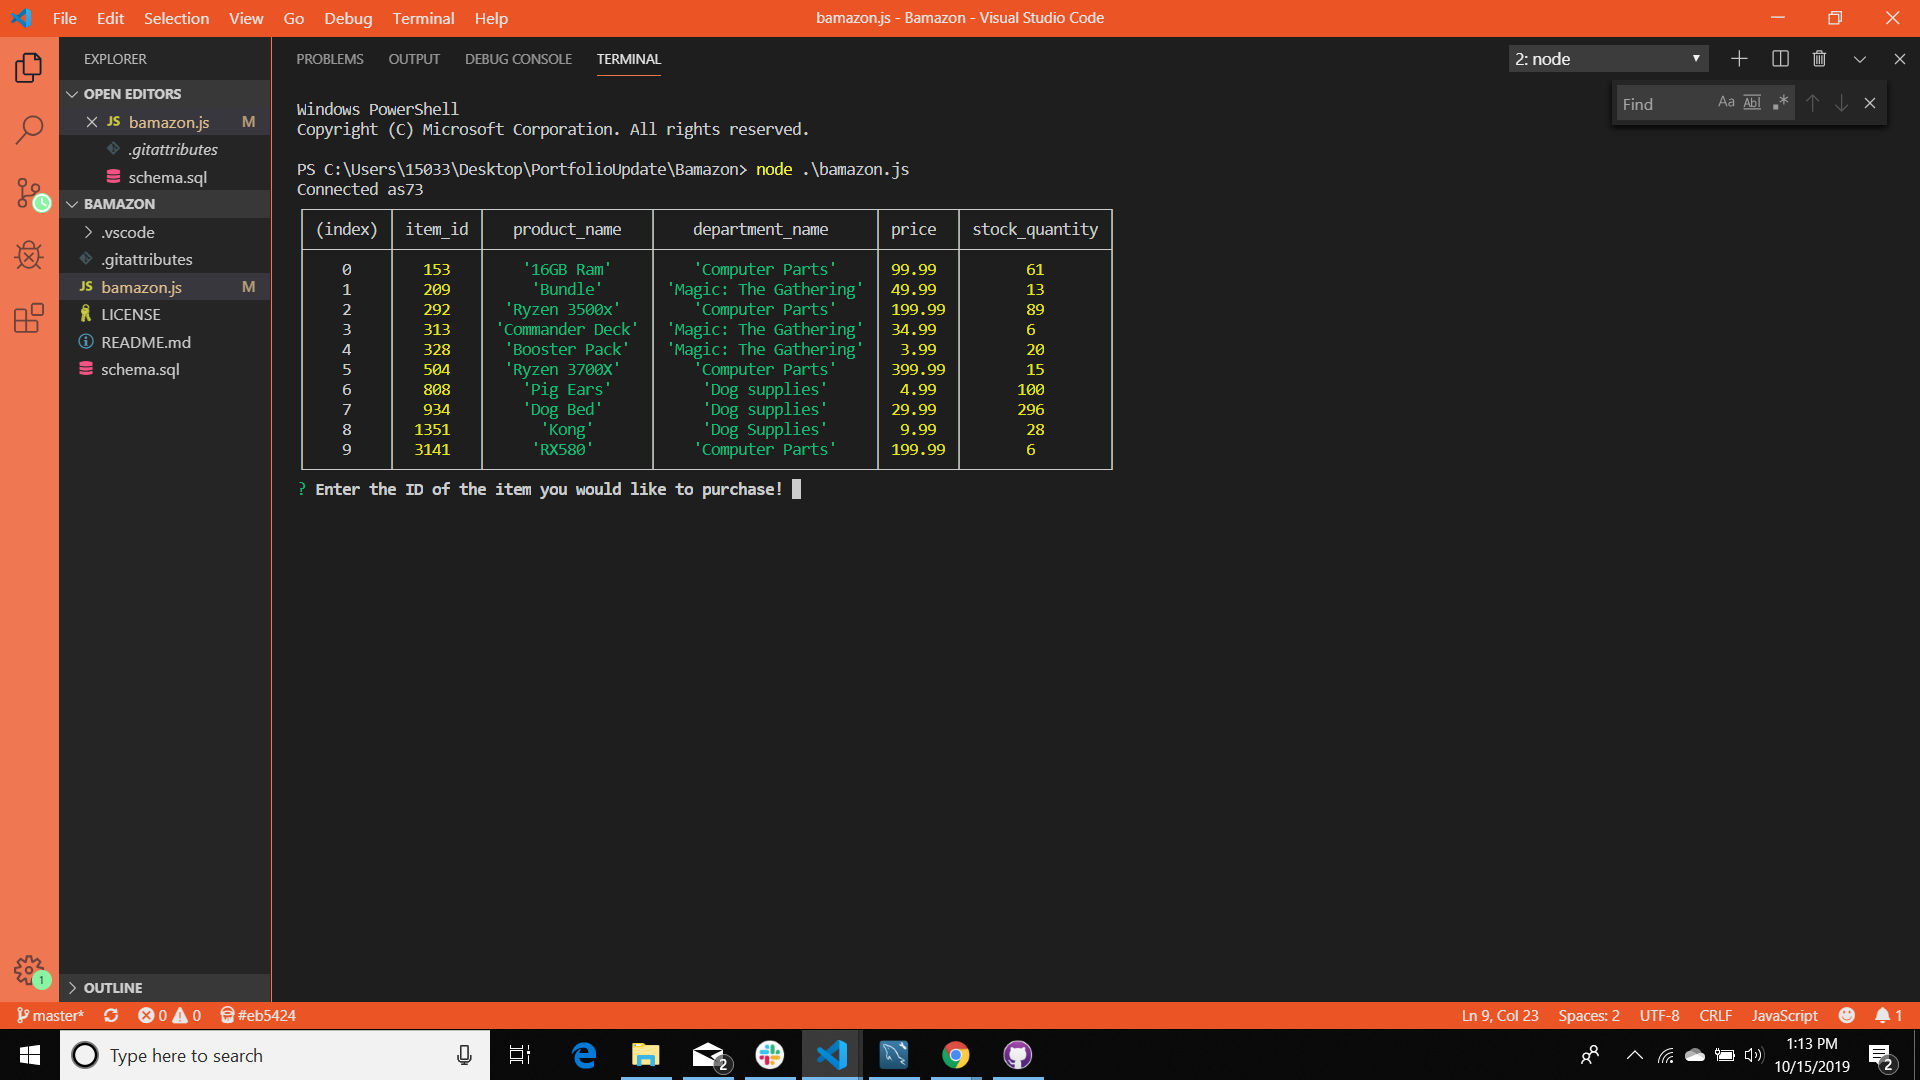 File Edit Selection View Go Debug Terminal Help
bamazon.js - Bamazon - Visual Studio Code
EXPLORER
OPEN EDITORS
JS bamazon.js M
.gitattributes
schema.sql
BAMAZON
.vscode
.gitattributes
JS bamazon.js M
LICENSE
README.md
schema.sql
OUTLINE
PROBLEMS OUTPUT DEBUG CONSOLE TERMINAL
2: node
Find Aa Abl .*
Windows PowerShell
Copyright (C) Microsoft Corporation. All rights reserved.
PS C:\Users\15033\Desktop\PortfolioUpdate\Bamazon> node .\bamazon.js
Connected as73
(index) item_id product_name department_name price stock_quantity
0 153 '16GB Ram' 'Computer Parts' 99.99 61
1 209 'Bundle' 'Magic: The Gathering' 49.99 13
2 292 'Ryzen 3500x' 'Computer Parts' 199.99 89
3 313 'Commander Deck' 'Magic: The Gathering' 34.99 6
4 328 'Booster Pack' 'Magic: The Gathering' 3.99 20
5 504 'Ryzen 3700X' 'Computer Parts' 399.99 15
6 808 'Pig Ears' 'Dog supplies' 4.99 100
7 934 'Dog Bed' 'Dog supplies' 29.99 296
8 1351 'Kong' 'Dog Supplies' 9.99 28
9 3141 'RX580' 'Computer Parts' 199.99 6
? Enter the ID of the item you would like to purchase!
1
master* 0 0 #eb5424
Ln 9, Col 23 Spaces: 2 UTF-8 CRLF JavaScript 1
Type here to search
2
1:13 PM
10/15/2019
2